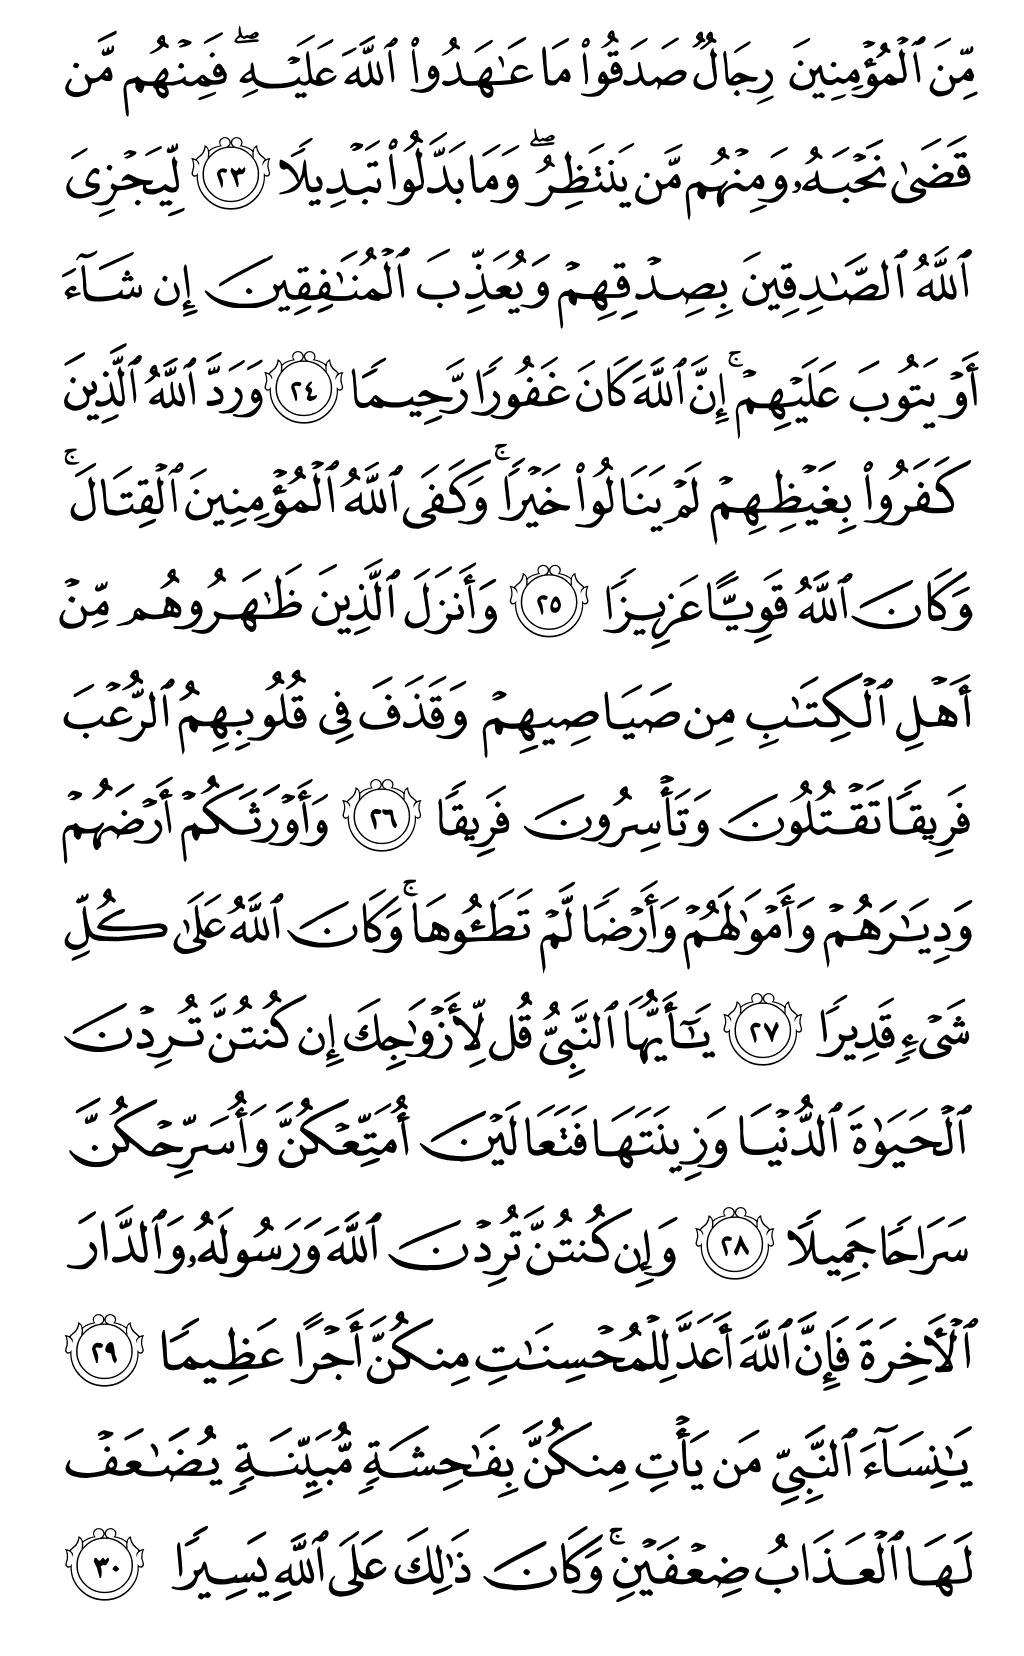 مِّنَ ٱلۡمُؤۡمِنِينَ رِجَالٞ صَدَقُواْ مَا عَٰهَدُواْ ٱللَّهَ عَلَيۡهِۖ فَمِنۡهُم مَّن
قَضَىٰ نَحۡبَهُۥ وَمِنۡهُم مَّن يَنتَظِرُۖ وَمَا بَدَّلُواْ تَبۡدِيلٗا ٢٣ لِّيَجۡزِيَ
ٱللَّهُ ٱلصَّٰدِقِينَ بِصِدۡقِهِمۡ وَيُعَذِّبَ ٱلۡمُنَٰفِقِينَ إِن شَآءَ
أَوۡ يَتُوبَ عَلَيۡهِمۡۚ إِنَّ ٱللَّهَ كَانَ غَفُورٗا رَّحِيمٗا ٢٤ وَرَدَّ ٱللَّهُ ٱلَّذِينَ
كَفَرُواْ بِغَيۡظِهِمۡ لَمۡ يَنَالُواْ خَيۡرٗاۚ وَكَفَى ٱللَّهُ ٱلۡمُؤۡمِنِينَ ٱلۡقِتَالَۚ
وَكَانَ ٱللَّهُ قَوِيًّا عَزِيزٗا ٢٥ وَأَنزَلَ ٱلَّذِينَ ظَٰهَرُوهُم مِّنۡ
أَهۡلِ ٱلۡكِتَٰبِ مِن صَيَاصِيهِمۡ وَقَذَفَ فِي قُلُوبِهِمُ ٱلرُّعۡبَ
فَرِيقٗا تَقۡتُلُونَ وَتَأۡسِرُونَ فَرِيقٗا ٢٦ وَأَوۡرَثَكُمۡ أَرۡضَهُمۡ
وَدِيَٰرَهُمۡ وَأَمۡوَٰلَهُمۡ وَأَرۡضٗا لَّمۡ تَطَـُٔوهَاۚ وَكَانَ ٱللَّهُ عَلَىٰ كُلِّ
شَيۡءٖ قَدِيرٗا ٢٧ يَٰٓأَيُّهَا ٱلنَّبِيُّ قُل لِّأَزۡوَٰجِكَ إِن كُنتُنَّ تُرِدۡنَ
ٱلۡحَيَوٰةَ ٱلدُّنۡيَا وَزِينَتَهَا فَتَعَالَيۡنَ أُمَتِّعۡكُنَّ وَأُسَرِّحۡكُنَّ
سَرَاحٗا جَمِيلٗا ٢٨ وَإِن كُنتُنَّ تُرِدۡنَ ٱللَّهَ وَرَسُولَهُۥ وَٱلدَّارَ
ٱلۡأٓخِرَةَ فَإِنَّ ٱللَّهَ أَعَدَّ لِلۡمُحۡسِنَٰتِ مِنكُنَّ أَجۡرًا عَظِيمٗا ٢٩
يَٰنِسَآءَ ٱلنَّبِيِّ مَن يَأۡتِ مِنكُنَّ بِفَٰحِشَةٖ مُّبَيِّنَةٖ يُضَٰعَفۡ
لَهَا ٱلۡعَذَابُ ضِعۡفَيۡنِۚ وَكَانَ ذَٰلِكَ عَلَى ٱللَّهِ يَسِيرٗا ٣٠